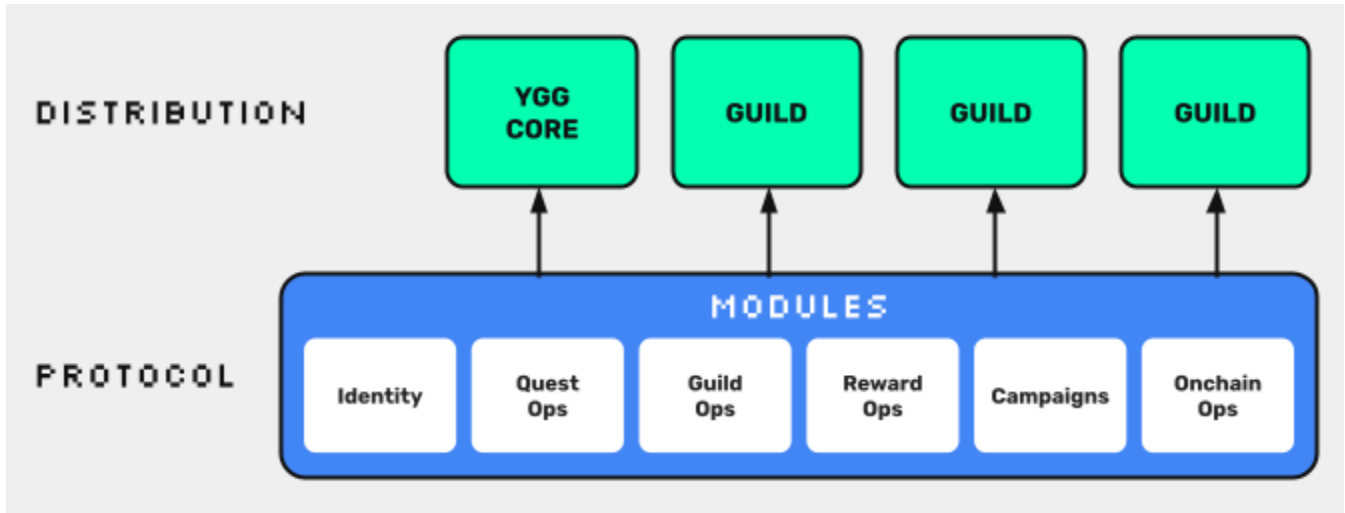 DISTRIBUTION
YGG
CORE
GUILD
GUILD
GUILD
PROTOCOL
MODULES
Identity
Quest
Ops
Guild
Ops
Reward
Ops
Campaigns
Onchain
Ops